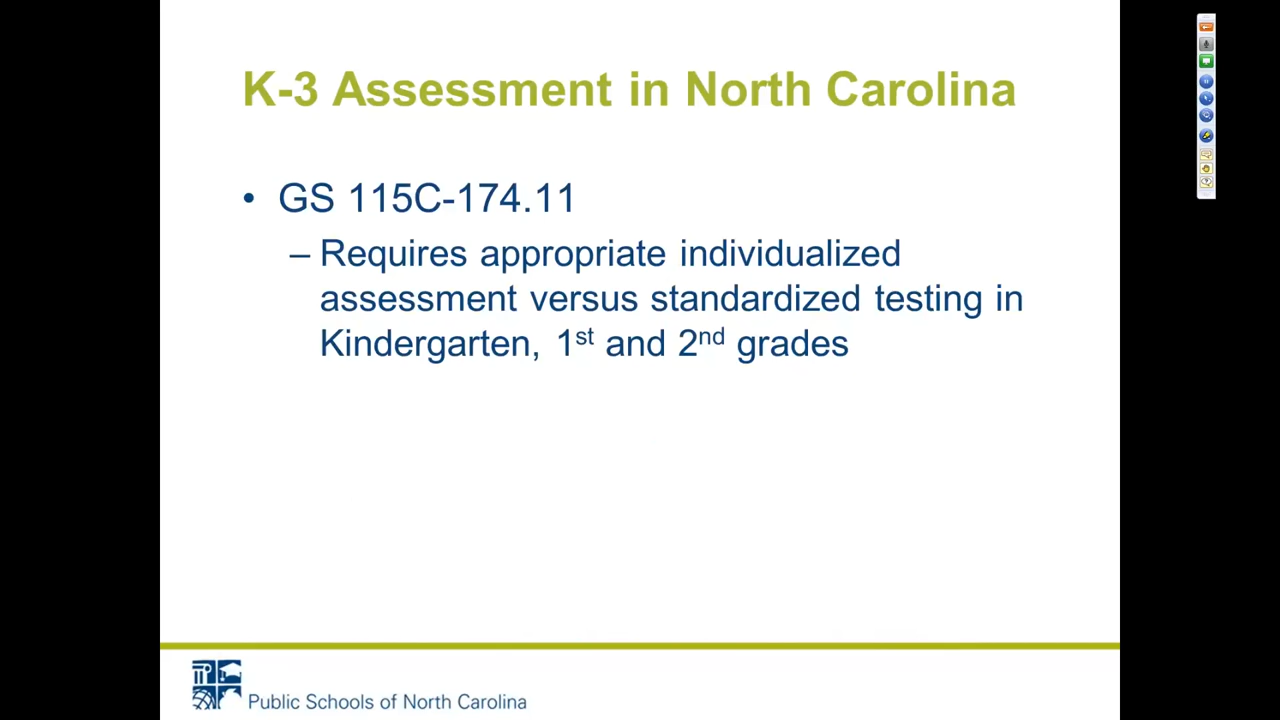 K-3 Assessment in North Carolina
• GS 115C-174.11
– Requires appropriate individualized
assessment versus standardized testing in
Kindergarten, 1st and 2nd grades
Public Schools of North Carolina